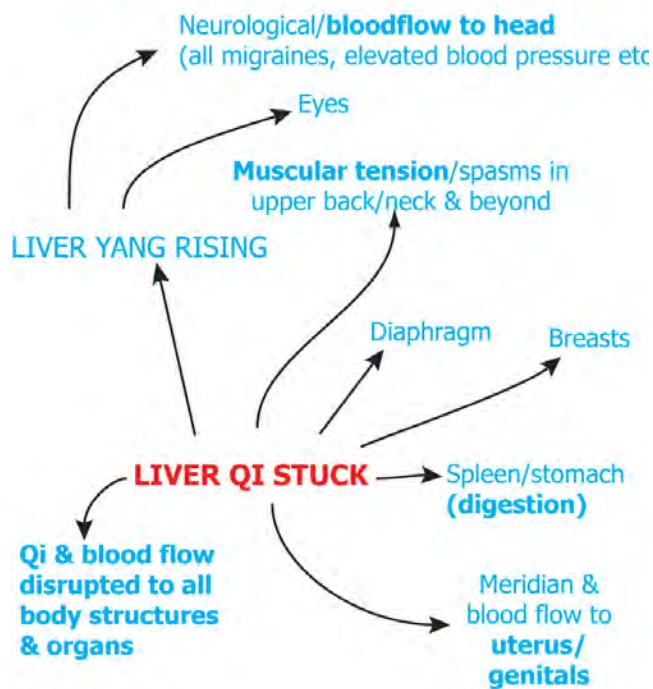 Neurological/bloodflow to head
(all migraines, elevated blood pressure etc
Eyes
Muscular tension/spasms in
upper back/neck & beyond
LIVER YANG RISING
Diaphragm
Breasts
LIVER QI STUCK
Spleen/stomach
(digestion)
Qi & blood flow
disrupted to all
body structures
& organs
Meridian &
blood flow to
uterus/
genitals